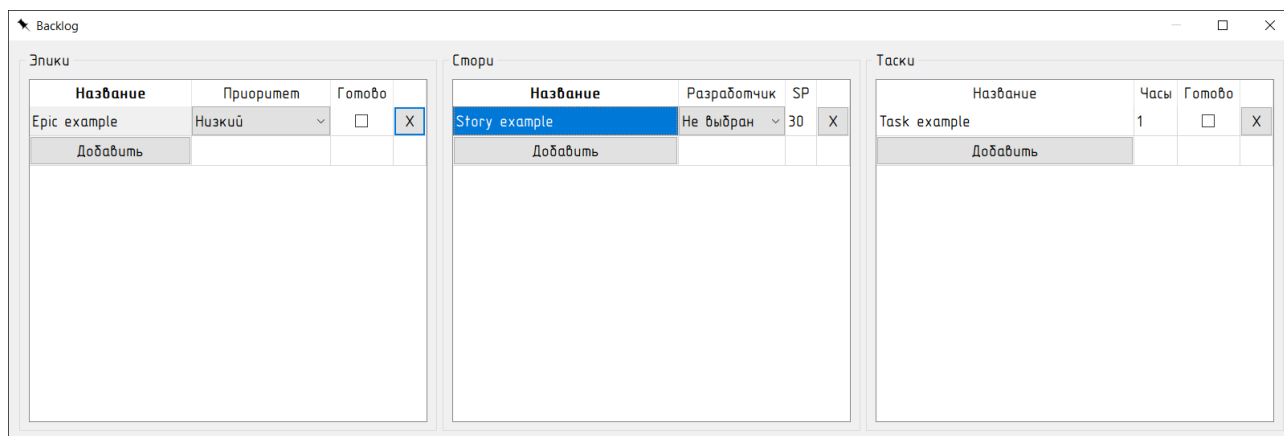 Backlog
Эпики
Название Приоритет Готово
Epic example Низкий X
Добавить
Стори
Название Разработчик SP
Story example Не выбран 30 X
Добавить
Таски
Название Часы Готово
Task example 1 X
Добавить